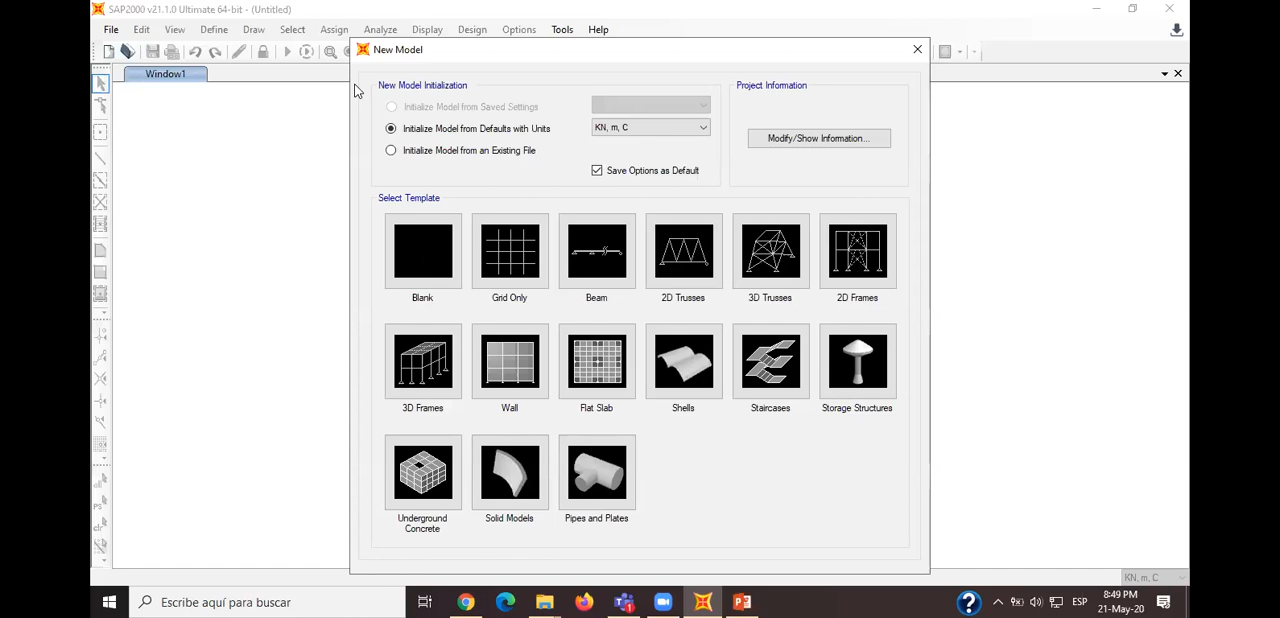 SAP2000 v21.1.0 Ultimate 64-bit - (Untitled)
File Edit View Define Draw Select Assign Analyze Display Design Options Tools Help
New Model
Window1
New Model Initialization
Project Information
Initialize Model from Saved Settings
Initialize Model from Defaults with Units
KN, m, C
Modify/Show Information...
Initialize Model from an Existing File
Save Options as Default
Select Template
Blank
Grid Only
Beam
2D Trusses
3D Trusses
2D Frames
3D Frames
Wall
Flat Slab
Shells
Staircases
Storage Structures
Underground
Concrete
Solid Models
Pipes and Plates
KN, m, C
Escribe aquí para buscar
ESP
8:49 PM
21-May-20